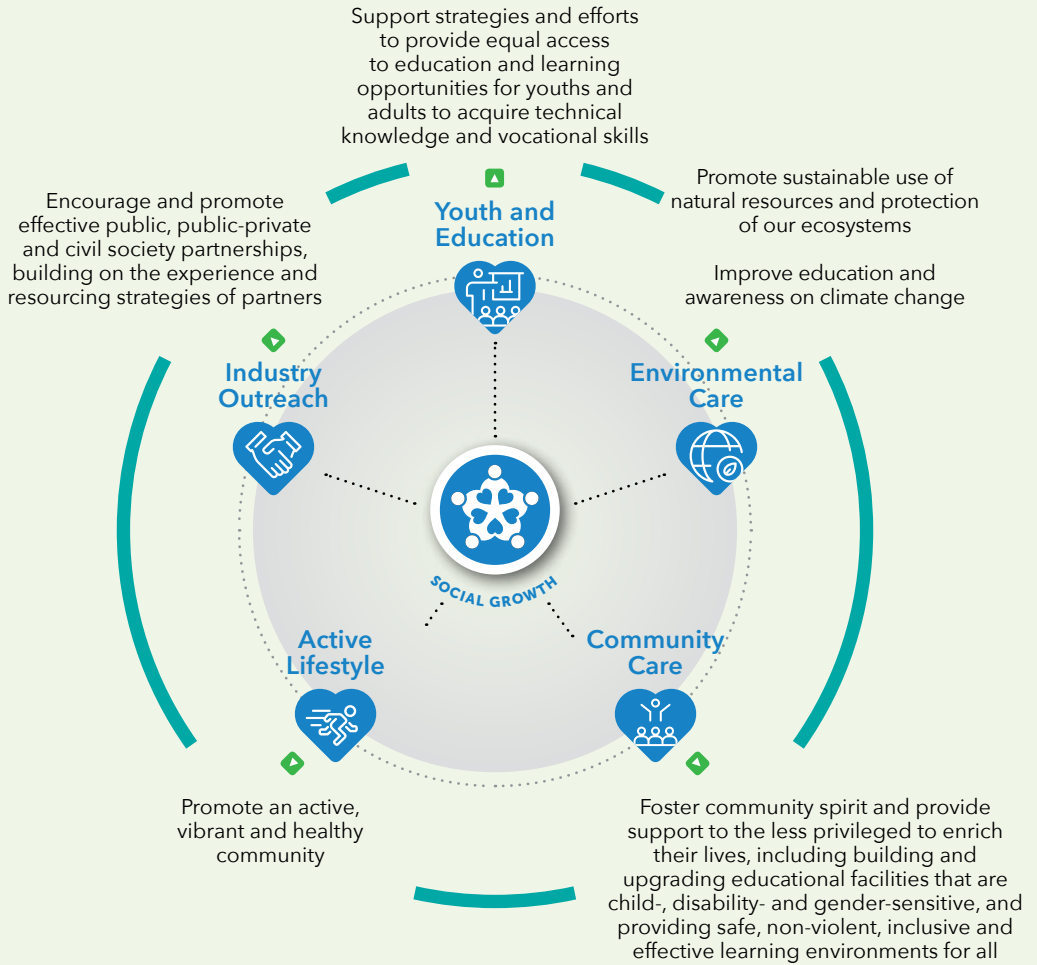 Support strategies and efforts
to provide equal access
to education and learning
opportunities for youths and
adults to acquire technical
knowledge and vocational skills
Youth and
Education
Promote sustainable use of
natural resources and protection
of our ecosystems
Improve education and
awareness on climate change
Environmental
Care
Encourage and promote
effective public, public-private
and civil society partnerships,
building on the experience and
resourcing strategies of partners
Industry
Outreach
SOCIAL GROWTH
Active
Lifestyle
Promote an active,
vibrant and healthy
community
Community
Care
Foster community spirit and provide
support to the less privileged to enrich
their lives, including building and
upgrading educational facilities that are
child-, disability- and gender-sensitive, and
providing safe, non-violent, inclusive and
effective learning environments for all